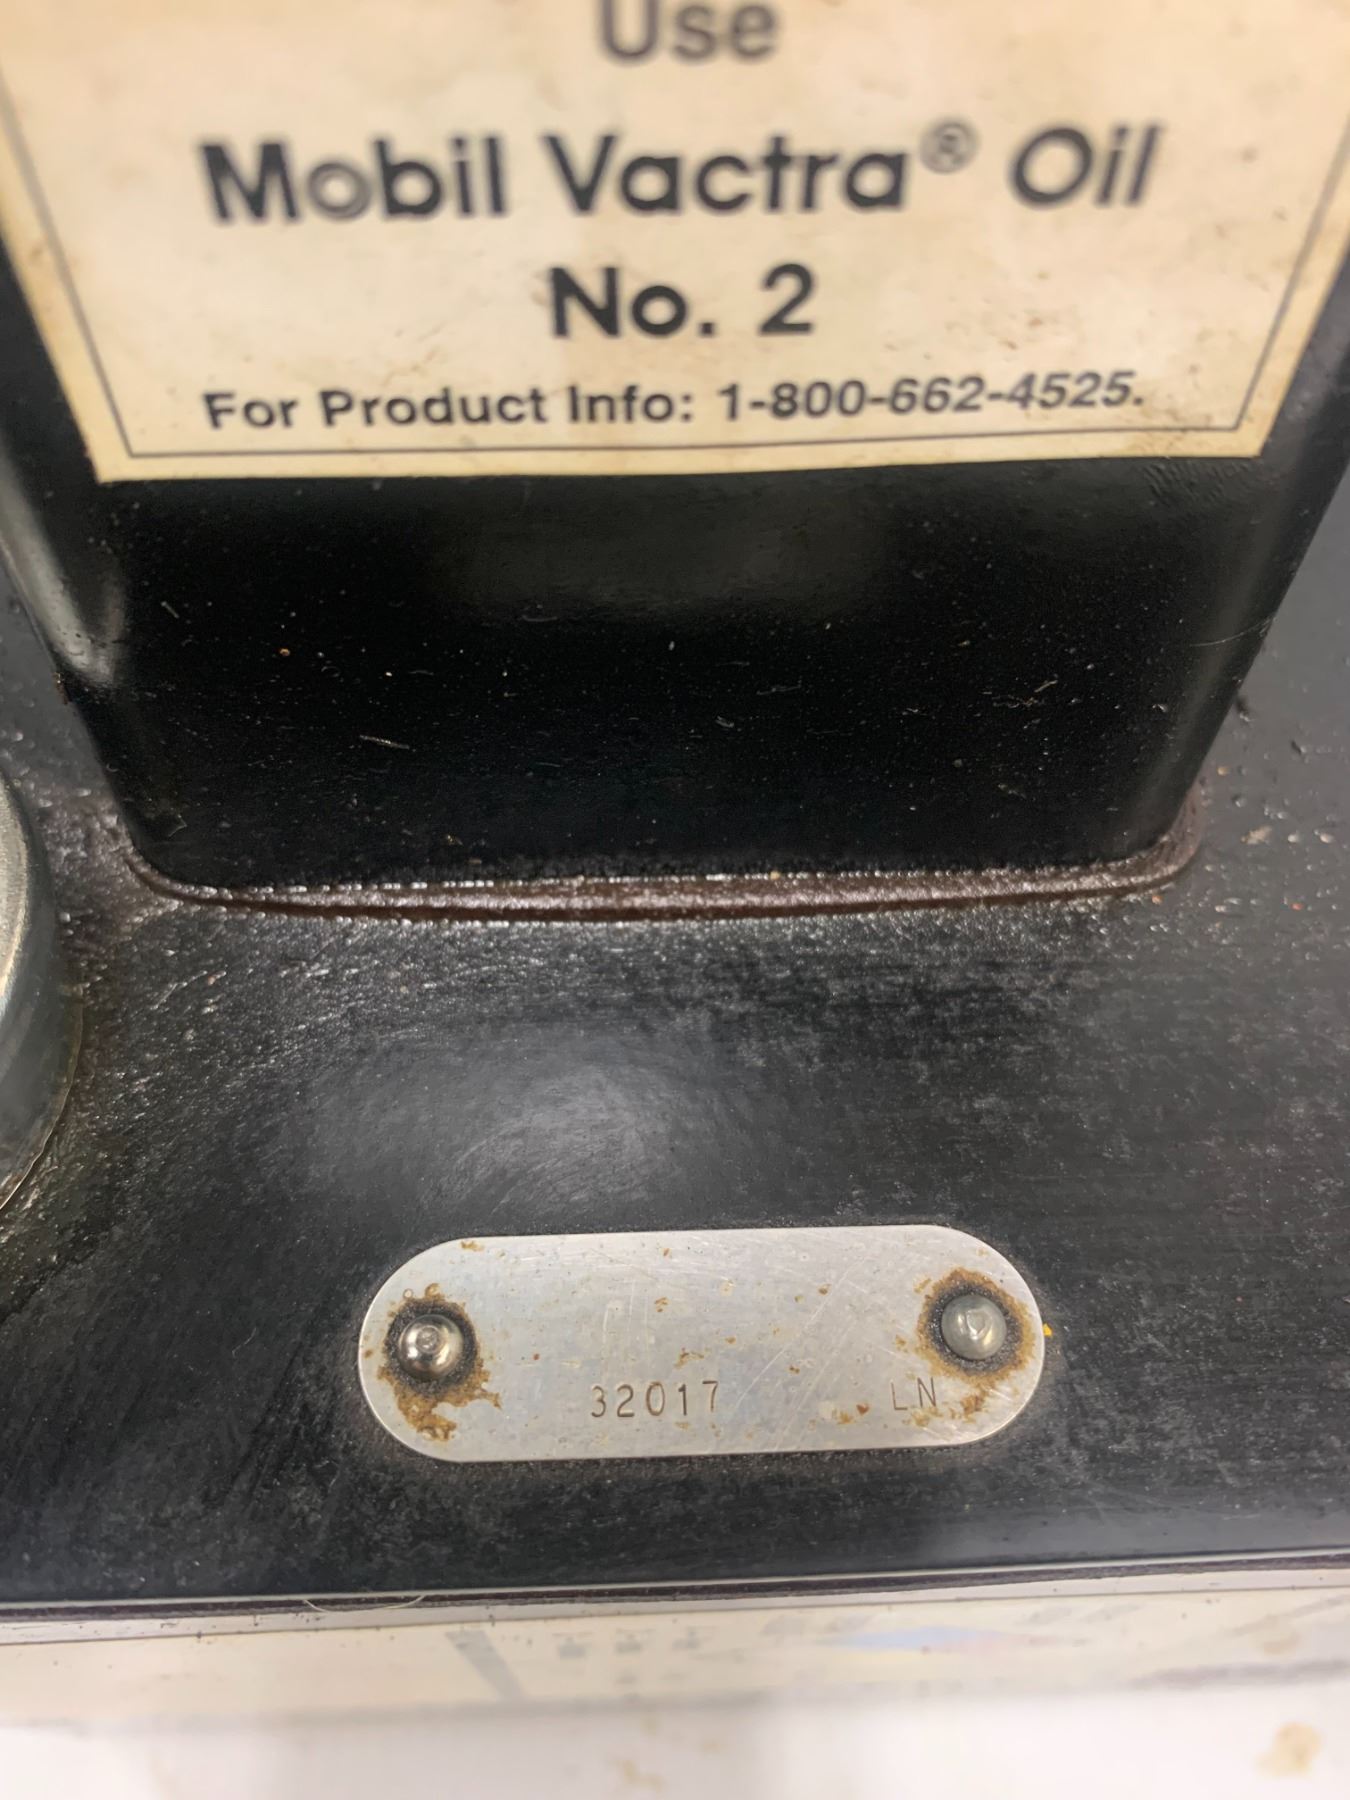 Use
Mobil Vactra® Oil
No. 2
For Product Info: 1-800-662-4525.
32017 LN